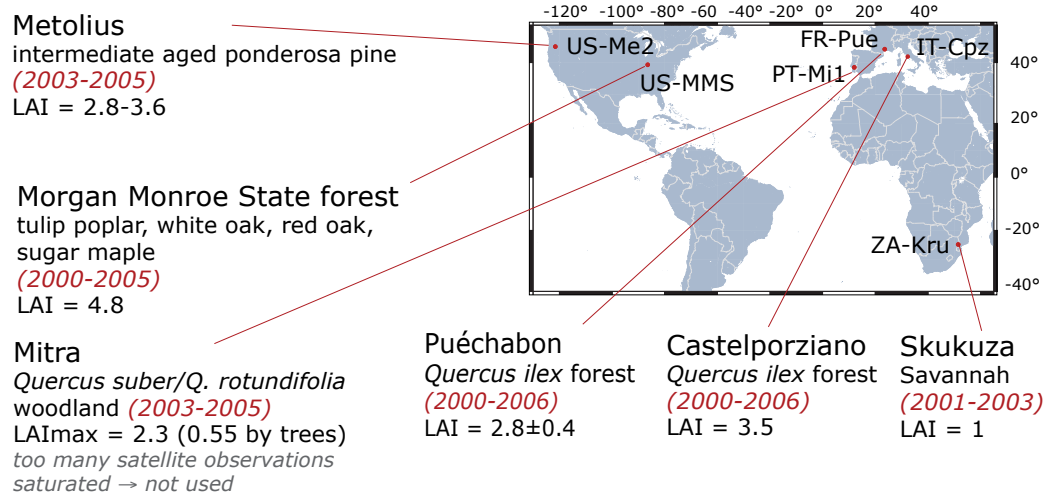 Metolius
intermediate aged ponderosa pine
(2003-2005)
LAI = 2.8-3.6
Morgan Monroe State forest
tulip poplar, white oak, red oak,
sugar maple
(2000-2005)
LAI = 4.8
Mitra
Quercus suber/Q. rotundifolia
woodland (2003-2005)
LAImax = 2.3 (0.55 by trees)
too many satellite observations
saturated → not used
-120° -100° -80° -60 -40 -20° 0° 20° 40°
US-Me2
US-MMS
FR-Pue
IT-Cpz
PT-Mi1
ZA-Kru
40°
20°
0°
-20°
-40°
Puéchabon
Quercus ilex forest
(2000-2006)
LAI = 2.8±0.4
Castelporziano
Quercus ilex forest
(2000-2006)
LAI = 3.5
Skukuza
Savannah
(2001-2003)
LAI = 1